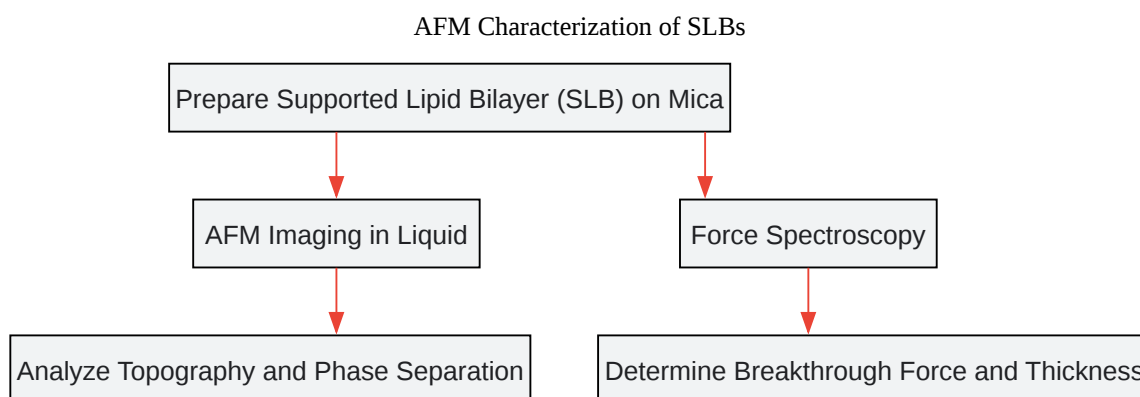 AFM Characterization of SLBs
Prepare Supported Lipid Bilayer (SLB) on Mica
AFM Imaging in Liquid
Force Spectroscopy
Analyze Topography and Phase Separation
Determine Breakthrough Force and Thickness